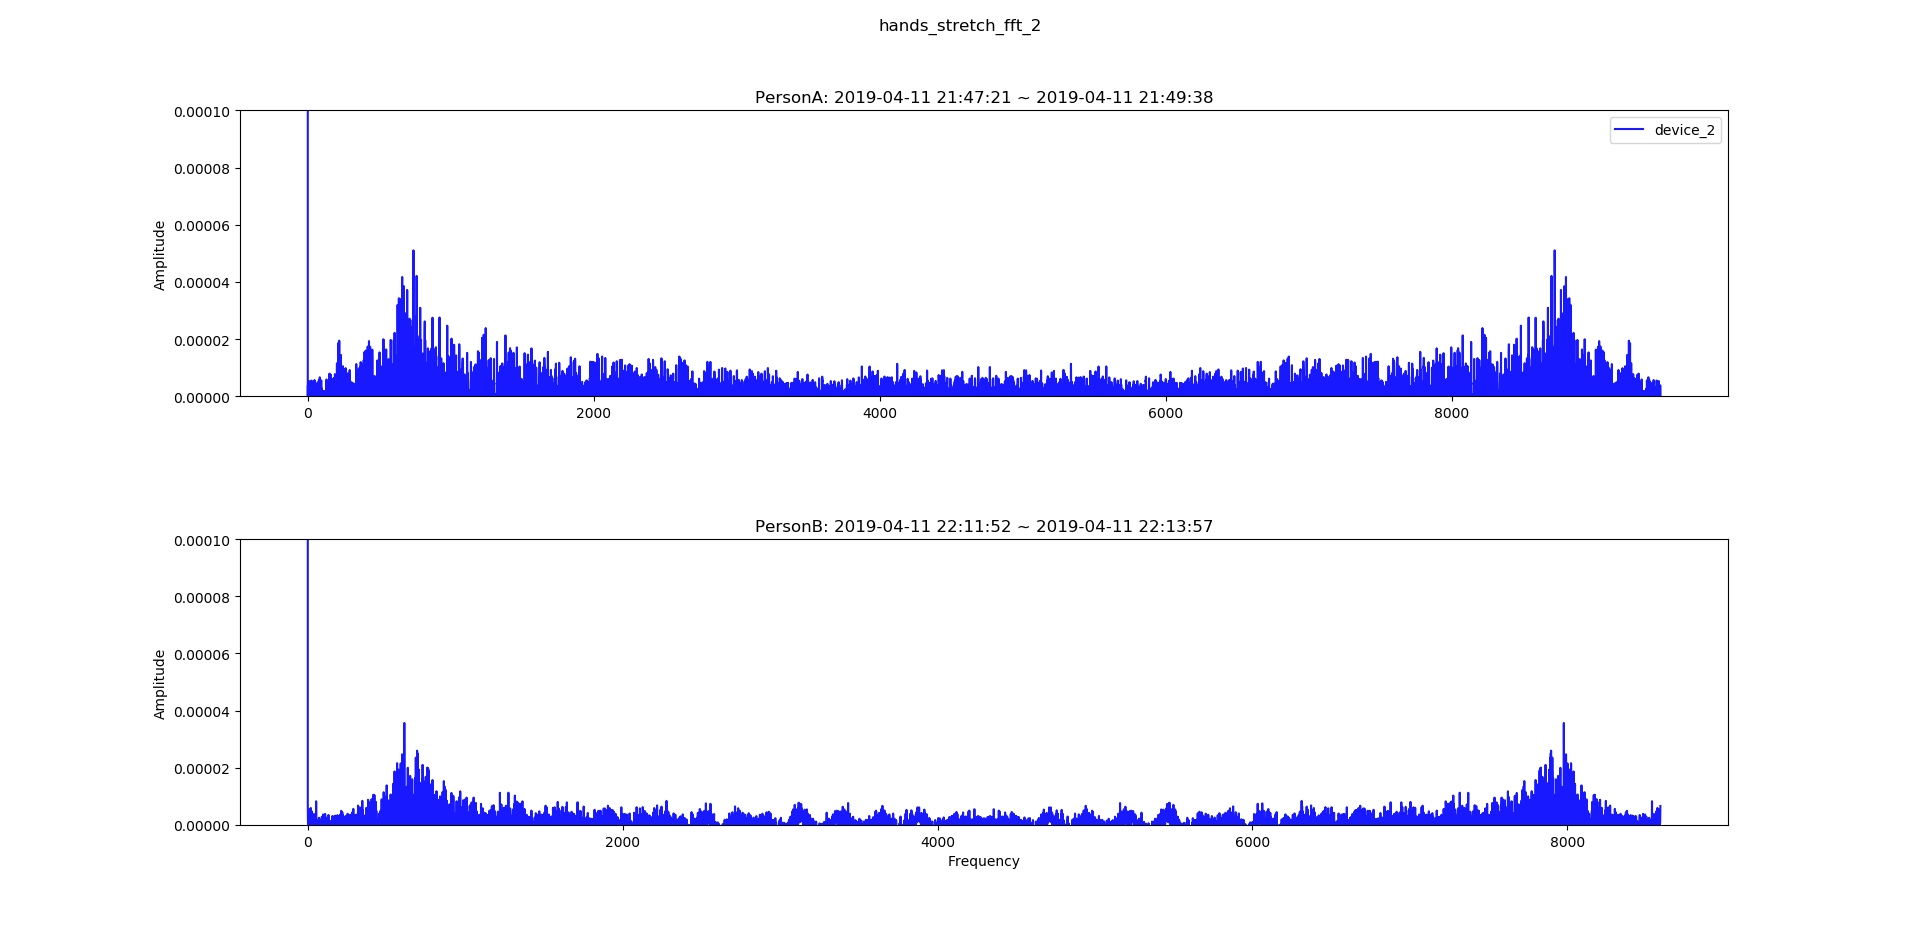 hands_stretch_fft_2
PersonA: 2019-04-11 21:47:21 ~ 2019-04-11 21:49:38
0.00010
0.00008
0.00006
0.00004
0.00002
0.00000
Amplitude
device_2
0 2000 4000 6000 8000
PersonB: 2019-04-11 22:11:52 ~ 2019-04-11 22:13:57
0.00010
0.00008
0.00006
0.00004
0.00002
0.00000
Amplitude
0 2000 4000 6000 8000
Frequency